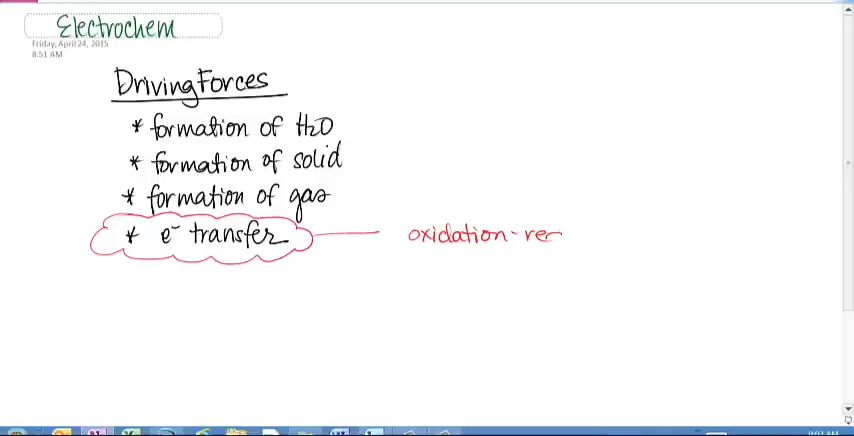 Electrochem
Friday, April 24, 2015
8:51 AM
Driving Forces
* formation of H2O
* formation of solid
* formation of gas
* e- transfer
oxidation-rec